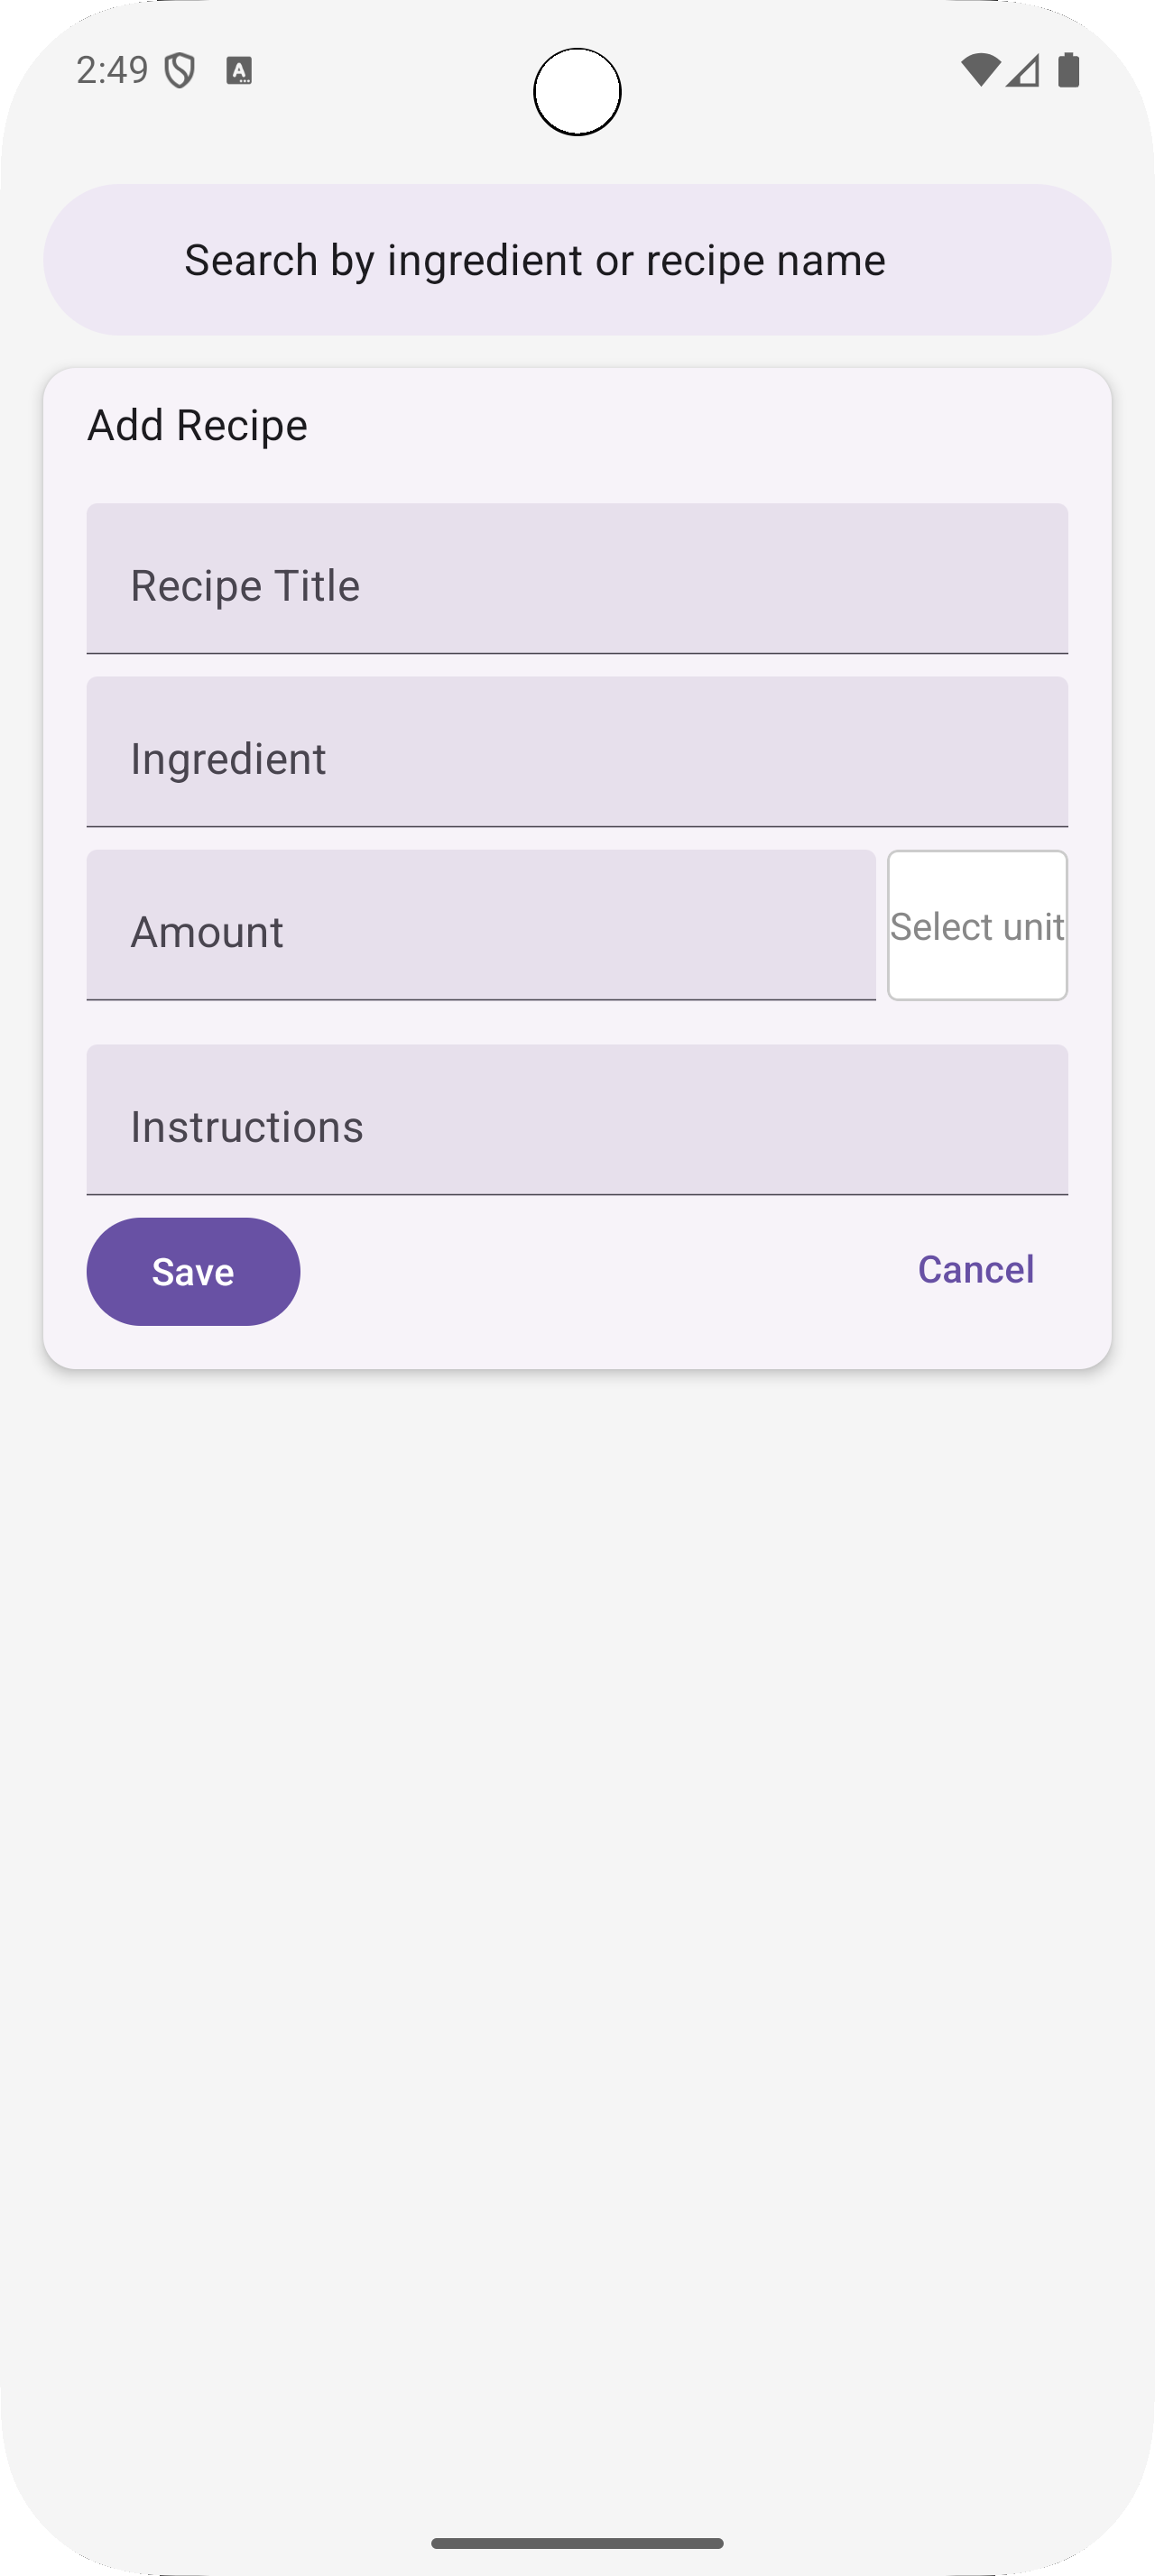 2:49
Search by ingredient or recipe name
Add Recipe
Recipe Title
Ingredient
Amount
Select unit
Instructions
Save
Cancel